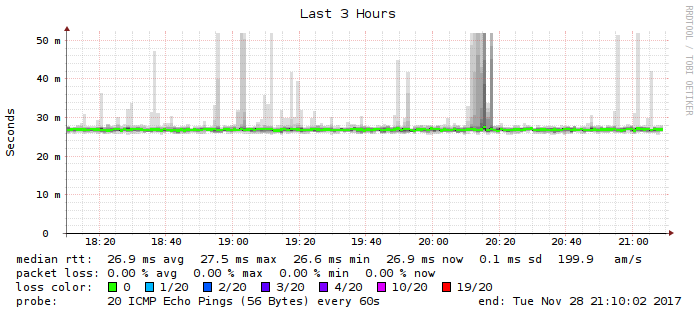 Last 3 Hours
RRDTOOL / TOBI OETIKER
Seconds
50 m
40 m
30 m
20 m
10 m
0
18:20 18:40 19:00 19:20 19:40 20:00 20:20 20:40 21:00
median rtt: 26.9 ms avg 27.5 ms max 26.6 ms min 26.9 ms now 0.1 ms sd 199.9 am/s
packet loss: 0.00 % avg 0.00 % max 0.00 % min 0.00 % now
loss color: 0 1/20 2/20 3/20 4/20 10/20 19/20
probe: 20 ICMP Echo Pings (56 Bytes) every 60s end: Tue Nov 28 21:10:02 2017